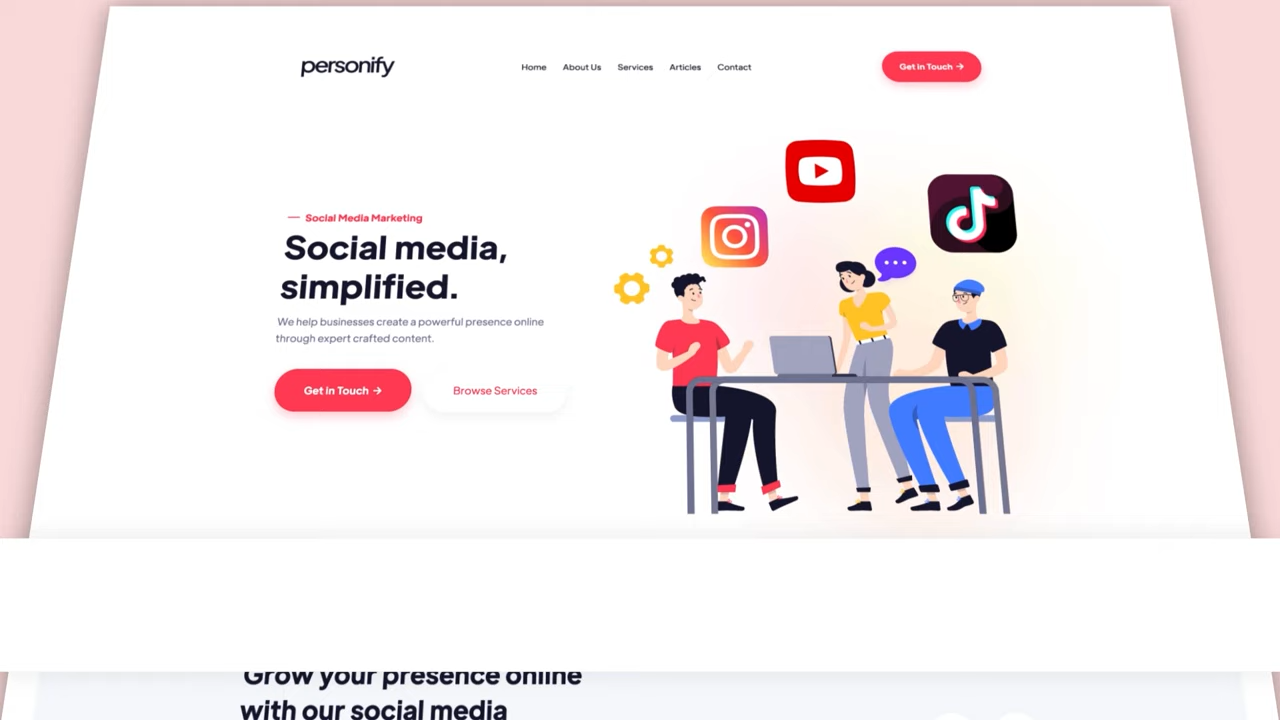 personify
Home About Us Services Articles Contact
Get in Touch →
— Social Media Marketing
Social media,
simplified.
We help businesses create a powerful presence online
through expert crafted content.
Get in Touch →
Browse Services
Grow your presence online
with our social media